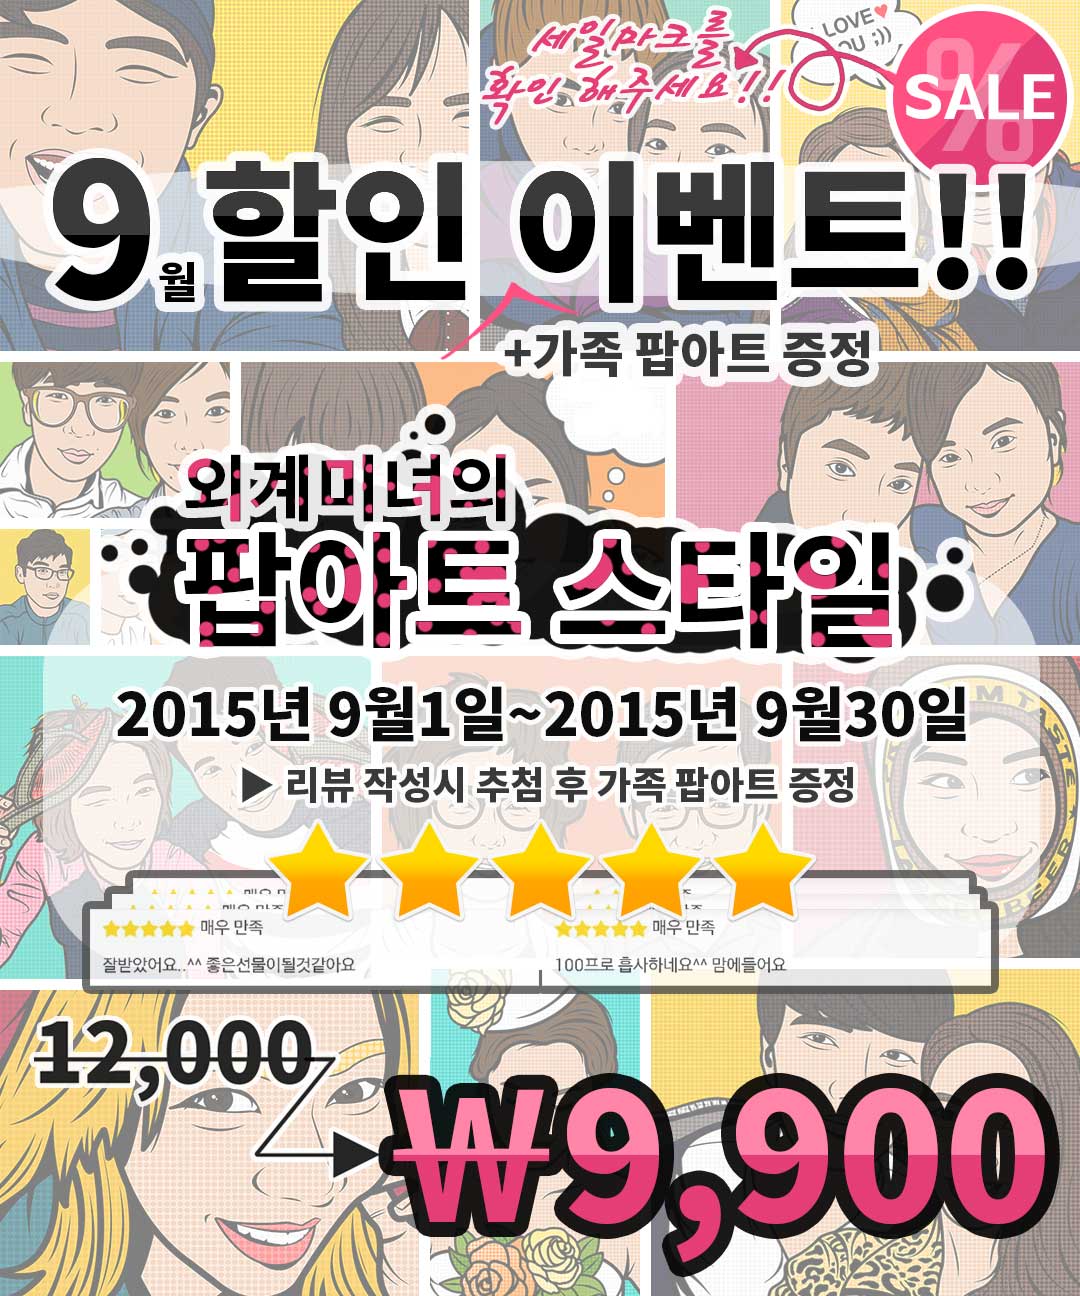 세일마크를
확인 해주세요!!
I LOVE
YOU ;))
%
SALE
9월 할인 이벤트!!
+가족 팝아트 증정
외계미녀의
팝아트 스타일
2015년 9월1일~2015년 9월30일
▶ 리뷰 작성시 추첨 후 가족 팝아트 증정
매우 만족
매우 만족
잘받았어요..^^ 좋은선물이될것같아요
100프로 흡사하네요^^ 맘에들어요
12,000
₩9,900